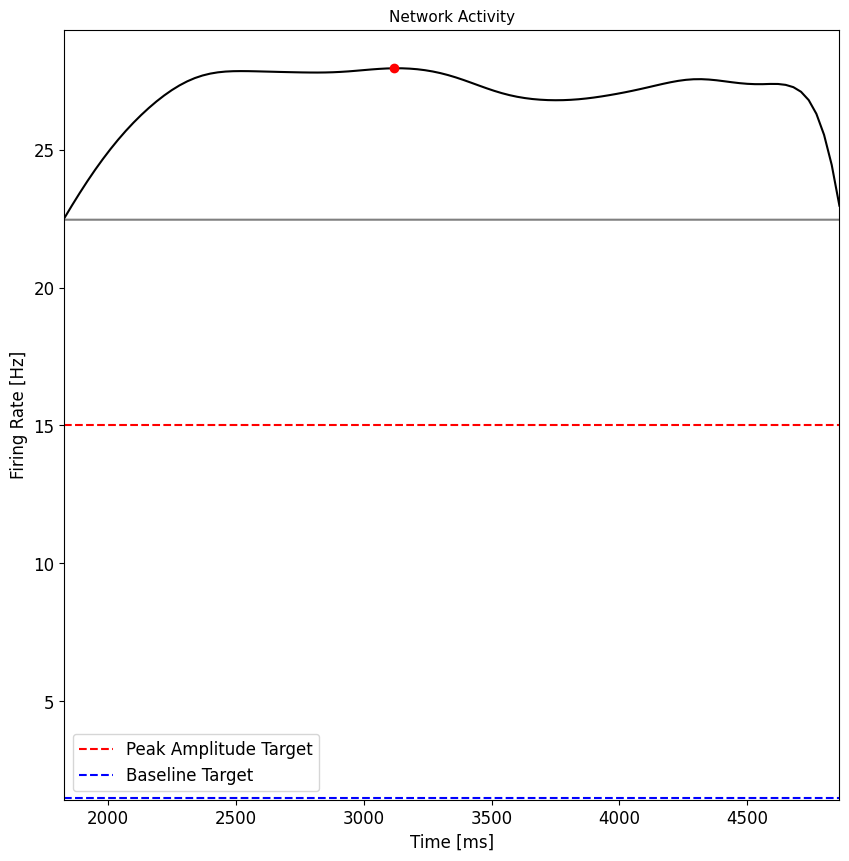 Network Activity
Firing Rate [Hz]
25
20
15
10
5
Peak Amplitude Target
Baseline Target
2000 2500 3000 3500 4000 4500
Time [ms]